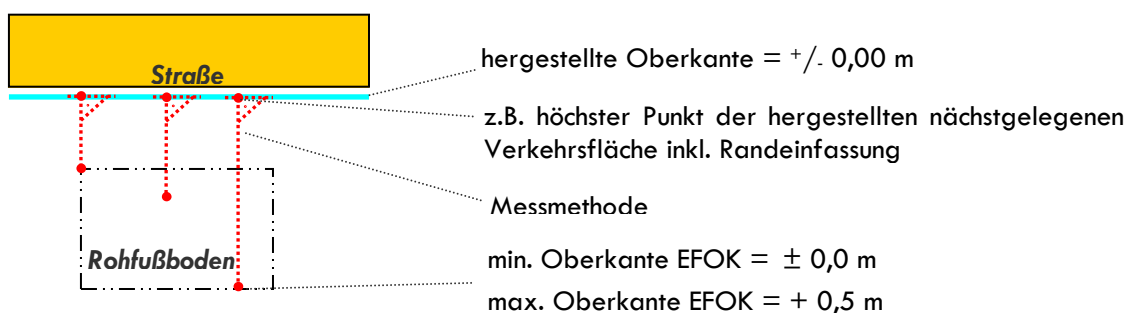 Straße
hergestellte Oberkante = +/- 0,00 m
z.B. höchster Punkt der hergestellten nächstgelegenen
Verkehrsfläche inkl. Randeinfassung
Messmethode
Rohfußboden
min. Oberkante EFOK = ± 0,0 m
max. Oberkante EFOK = + 0,5 m